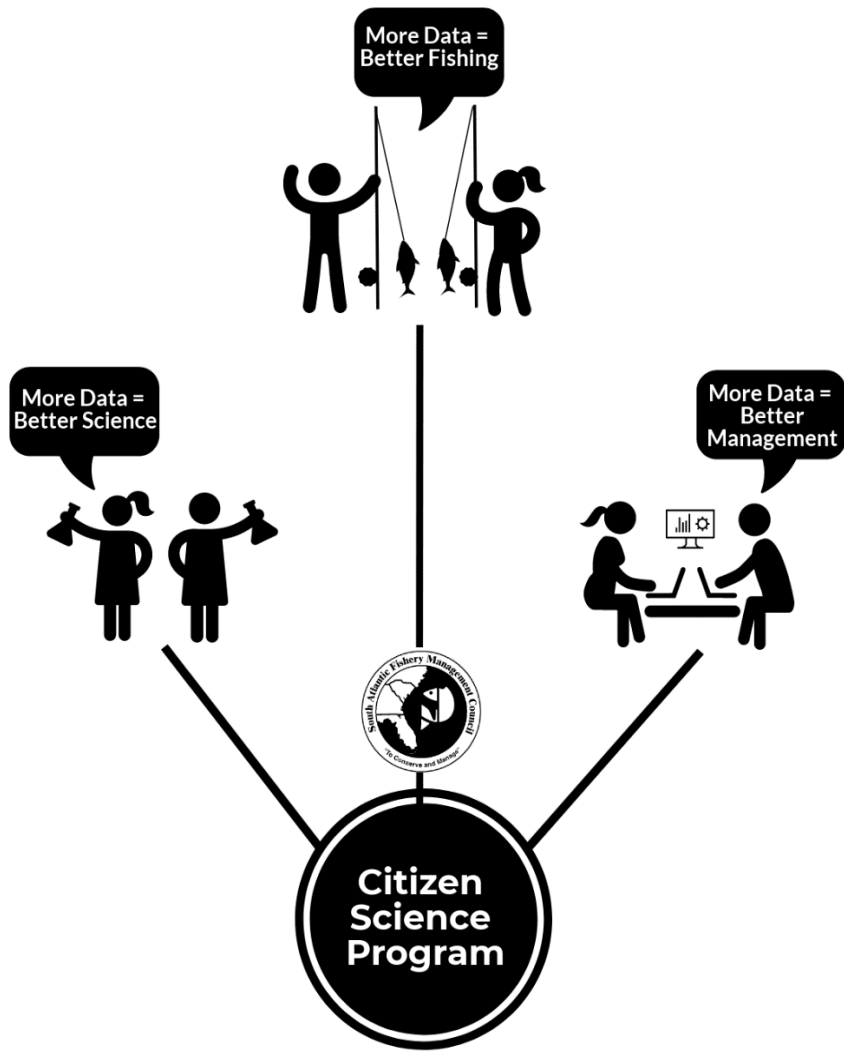 More Data =
Better Fishing
More Data =
Better Science
More Data =
Better
Management
South Atlantic Fishery Management Council
"To Conserve and Manage"
Citizen
Science
Program